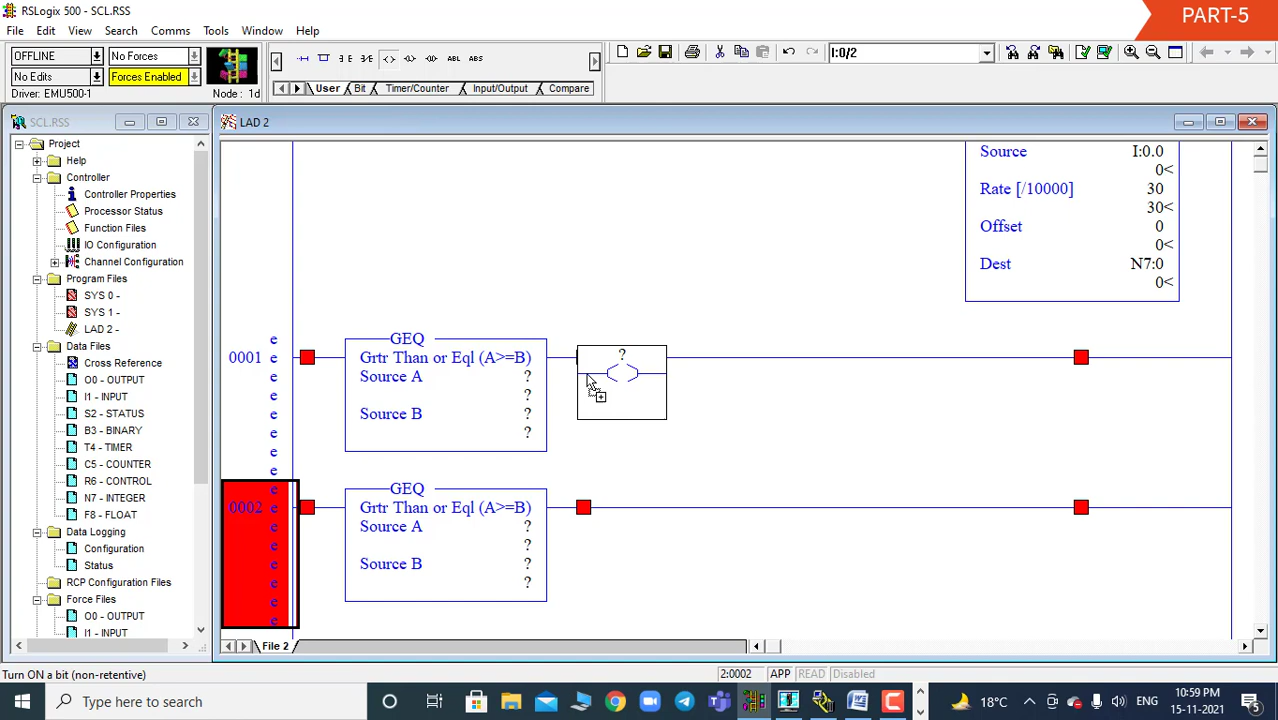 RSLogix 500 - SCL.RSS
PART-5
File Edit View Search Comms Tools Window Help
OFFLINE No Forces
No Edits Forces Enabled
Driver: EMU500-1 Node: 1d
ABL ABS
User Bit Timer/Counter Input/Output Compare
I:0/2
SCL.RSS
Project
Help
Controller
Controller Properties
Processor Status
Function Files
IO Configuration
Channel Configuration
Program Files
SYS 0 -
SYS 1 -
LAD 2 -
Data Files
Cross Reference
O0 - OUTPUT
I1 - INPUT
S2 - STATUS
B3 - BINARY
T4 - TIMER
C5 - COUNTER
R6 - CONTROL
N7 - INTEGER
F8 - FLOAT
Data Logging
Configuration
Status
RCP Configuration Files
Force Files
O0 - OUTPUT
I1 - INPUT
LAD 2
Source I:0.0
0<
Rate [/10000] 30
30<
Offset 0
0<
Dest N7:0
0<
e
0001 e
e
e
e
e
e
e
GEQ
Grtr Than or Eql (A>=B)
Source A ?
?
Source B ?
?
?
e
0002 e
e
e
e
e
e
e
GEQ
Grtr Than or Eql (A>=B)
Source A ?
?
Source B ?
?
File 2
Turn ON a bit (non-retentive)
2:0002 APP READ Disabled
Type here to search
18°C
ENG
10:59 PM
15-11-2021
5